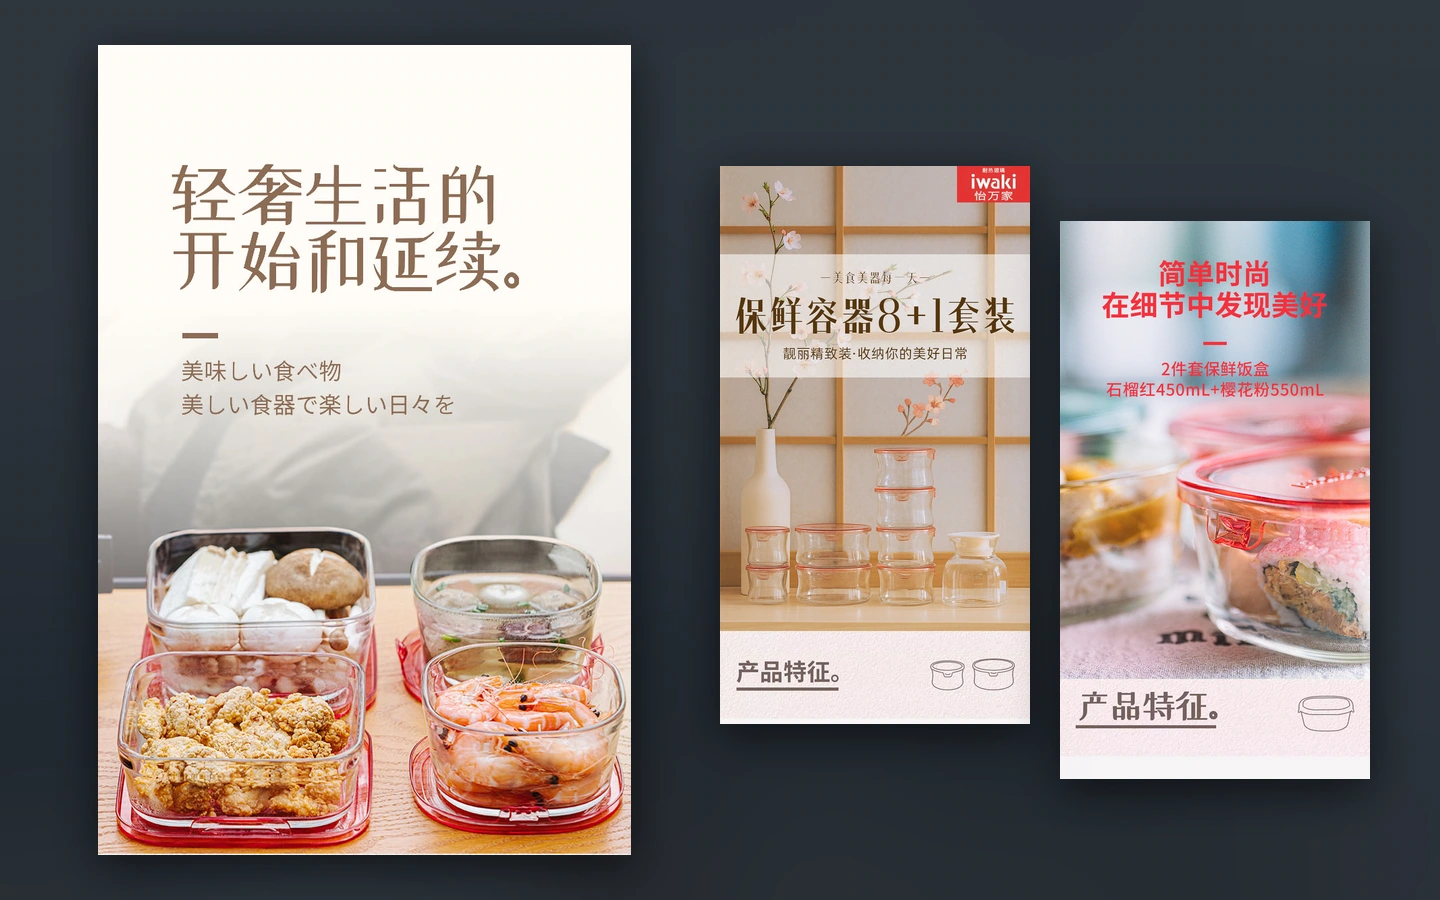 轻奢生活的
开始和延续。
美味しい食べ物
美しい食器で楽しい日々を
耐热玻璃
iwaki
怡万家
—美食美器每一天—
保鲜容器8+1套装
靓丽精致装·收纳你的美好日常
产品特征。
简单时尚
在细节中发现美好
2件套保鲜饭盒
石榴红450mL+樱花粉550mL
产品特征。